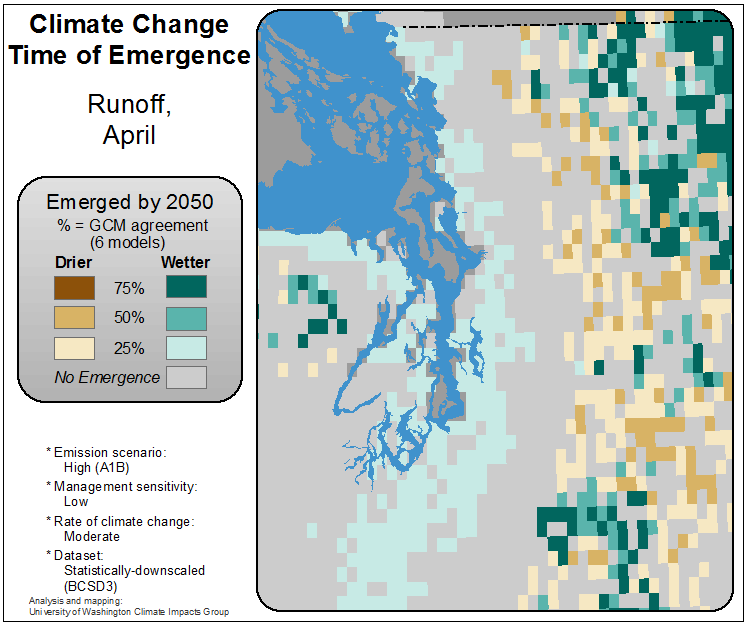 Climate Change
Time of Emergence
Runoff,
April
Emerged by 2050
% = GCM agreement
(6 models)
Drier Wetter
75%
50%
25%
No Emergence
* Emission scenario:
High (A1B)
* Management sensitivity:
Low
* Rate of climate change:
Moderate
* Dataset:
Statistically-downscaled
(BCSD3)
Analysis and mapping:
University of Washington Climate Impacts Group